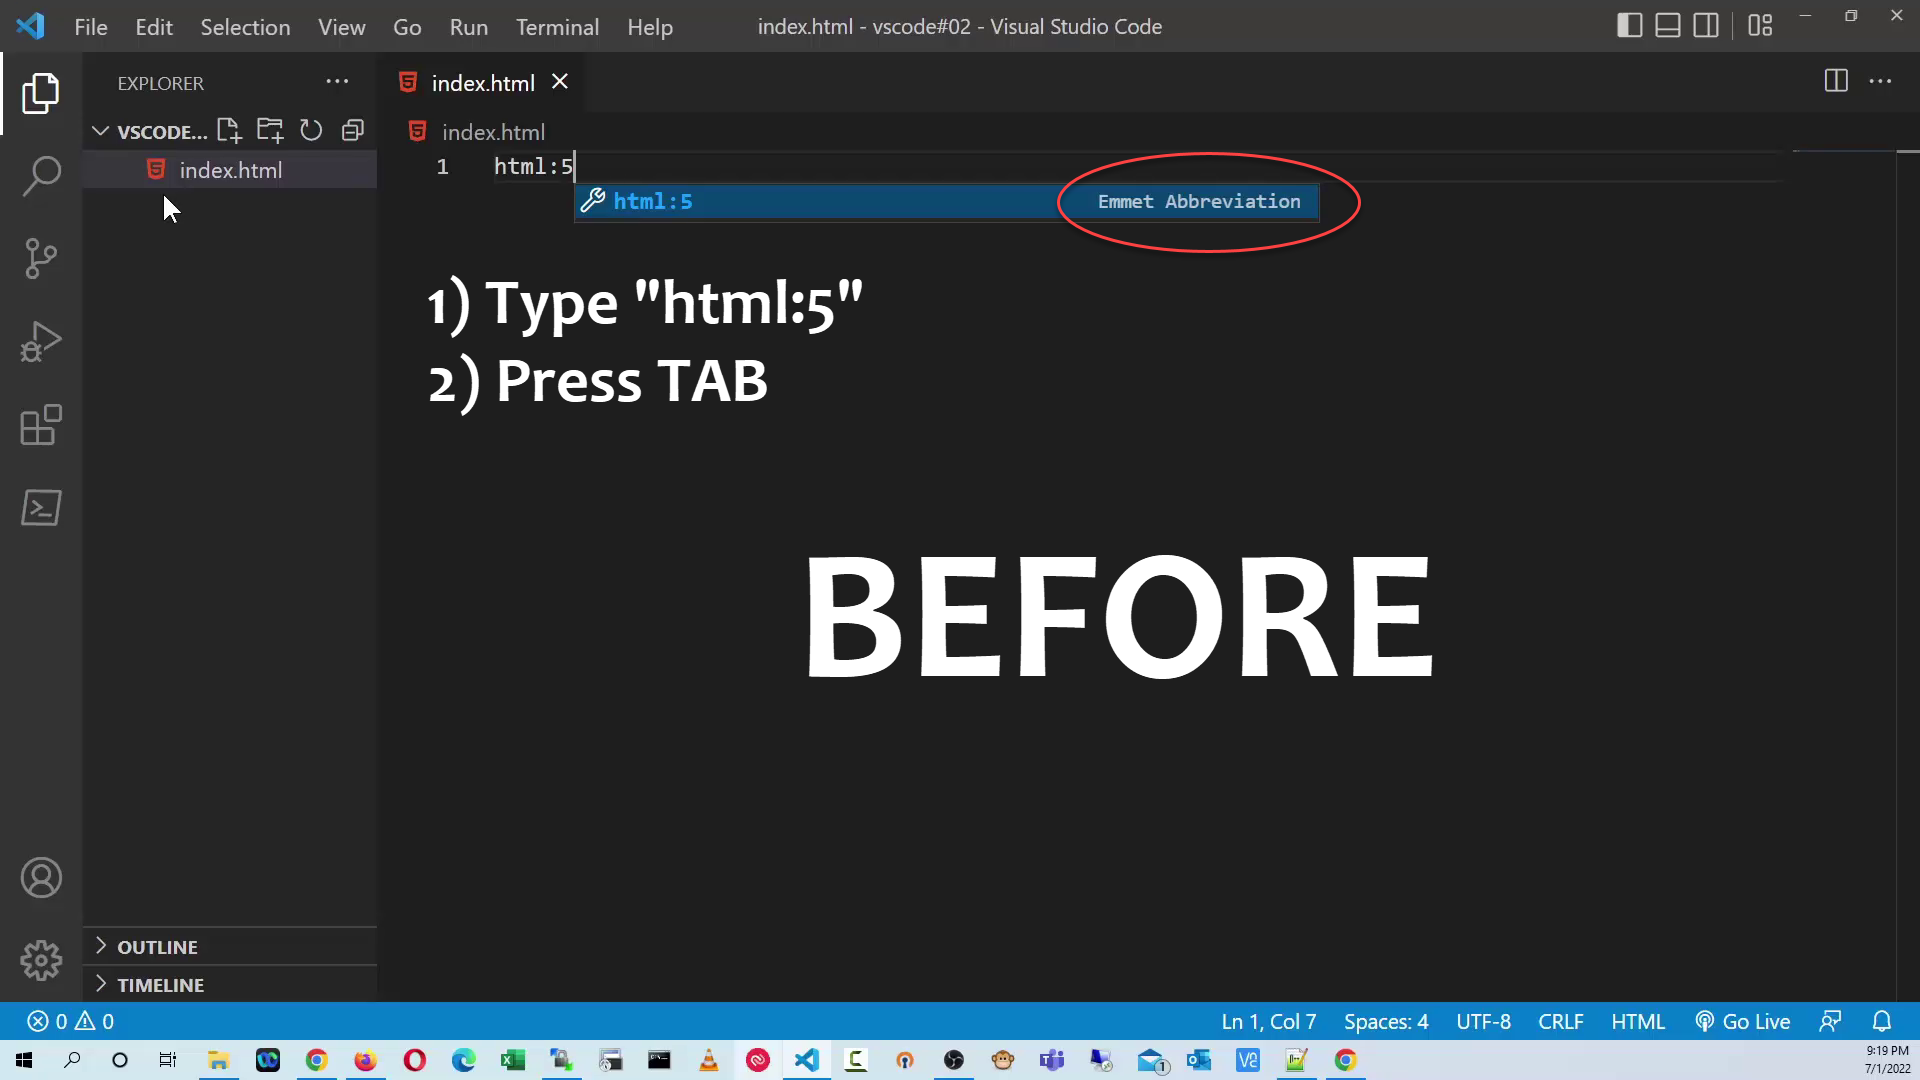 File Edit Selection View Go Run Terminal Help
index.html - vscode#02 - Visual Studio Code
EXPLORER
index.html
VSCODE...
index.html
index.html
1 html:5
html:5 Emmet Abbreviation
1) Type "html:5"
2) Press TAB
BEFORE
OUTLINE
TIMELINE
0 0
Ln 1, Col 7 Spaces: 4 UTF-8 CRLF HTML Go Live
9:19 PM
7/1/2022